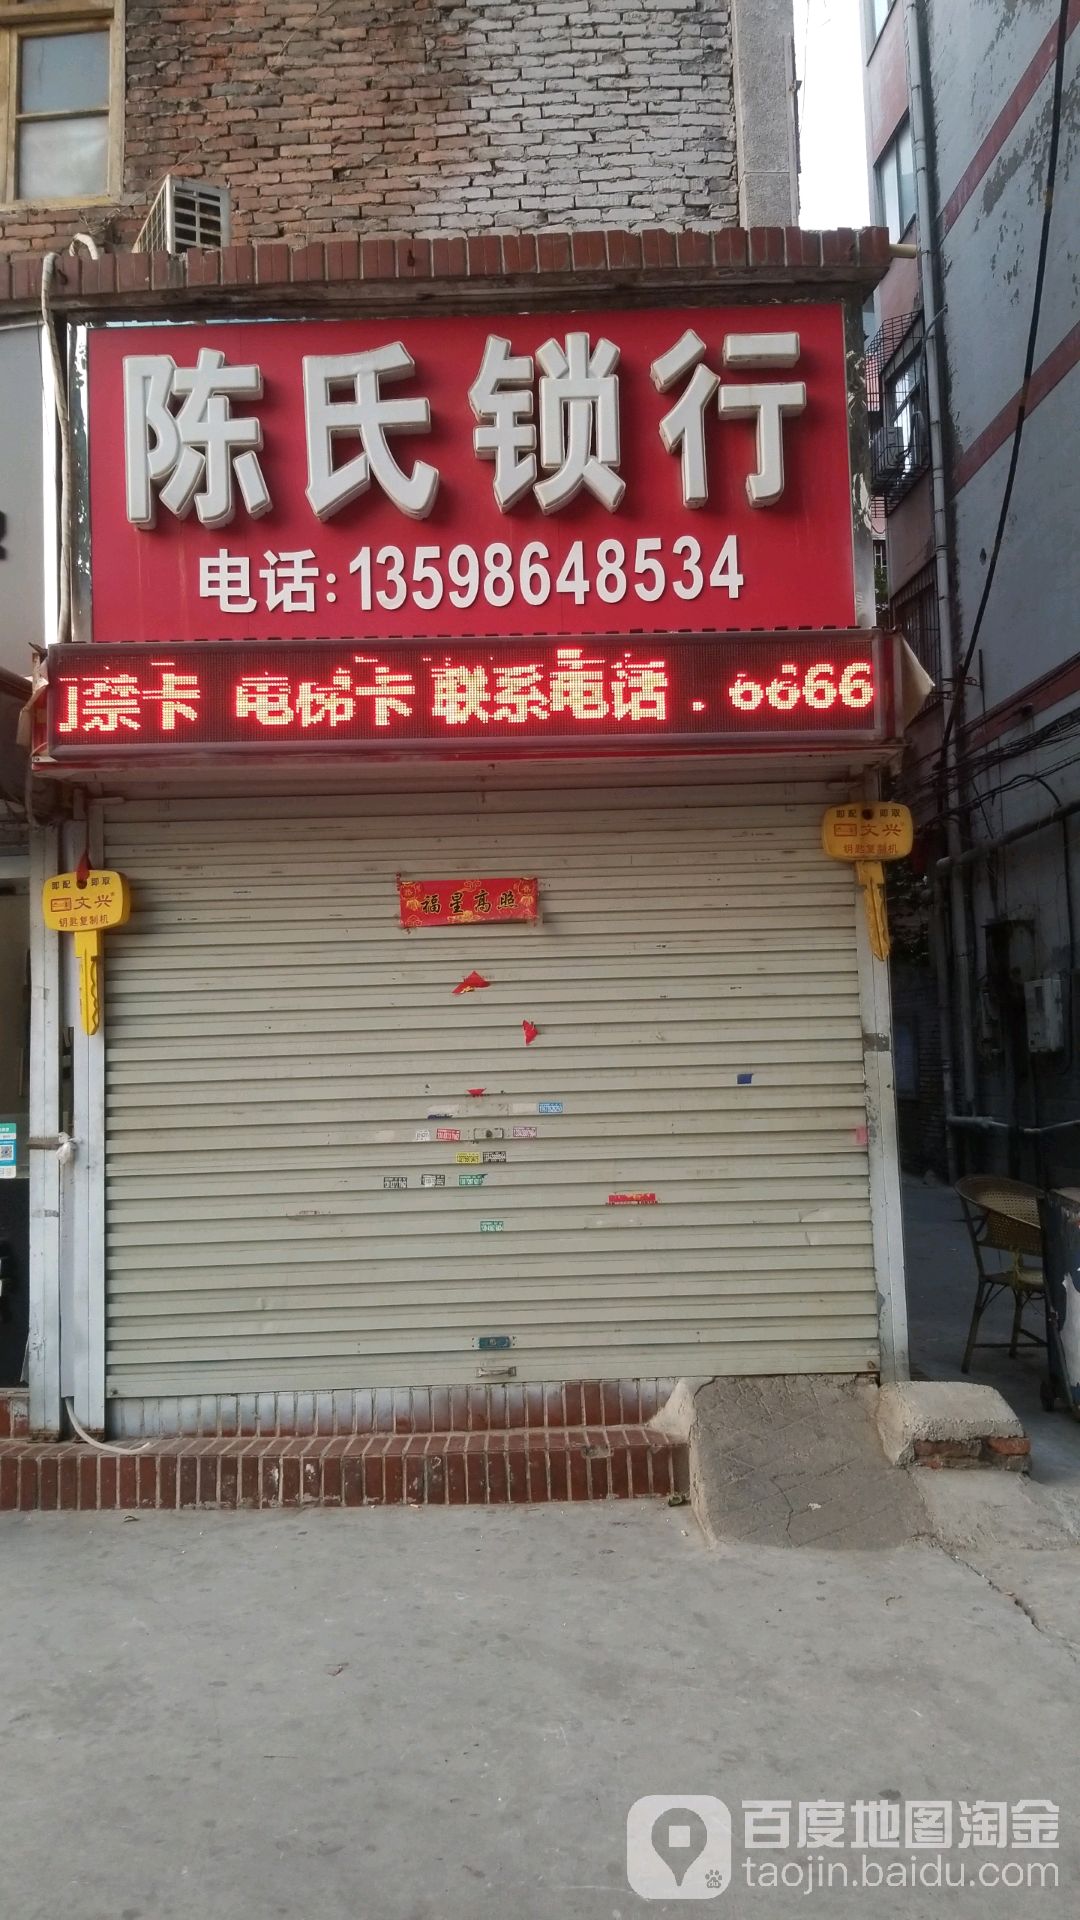 陈氏锁行
电话:13598648534
门禁卡 电梯卡 联系电话.6666
即配 即取
文兴
钥匙复制机
福星高照
即配 即取
文兴
钥匙复制机
百度地图淘金
taojin.baidu.com